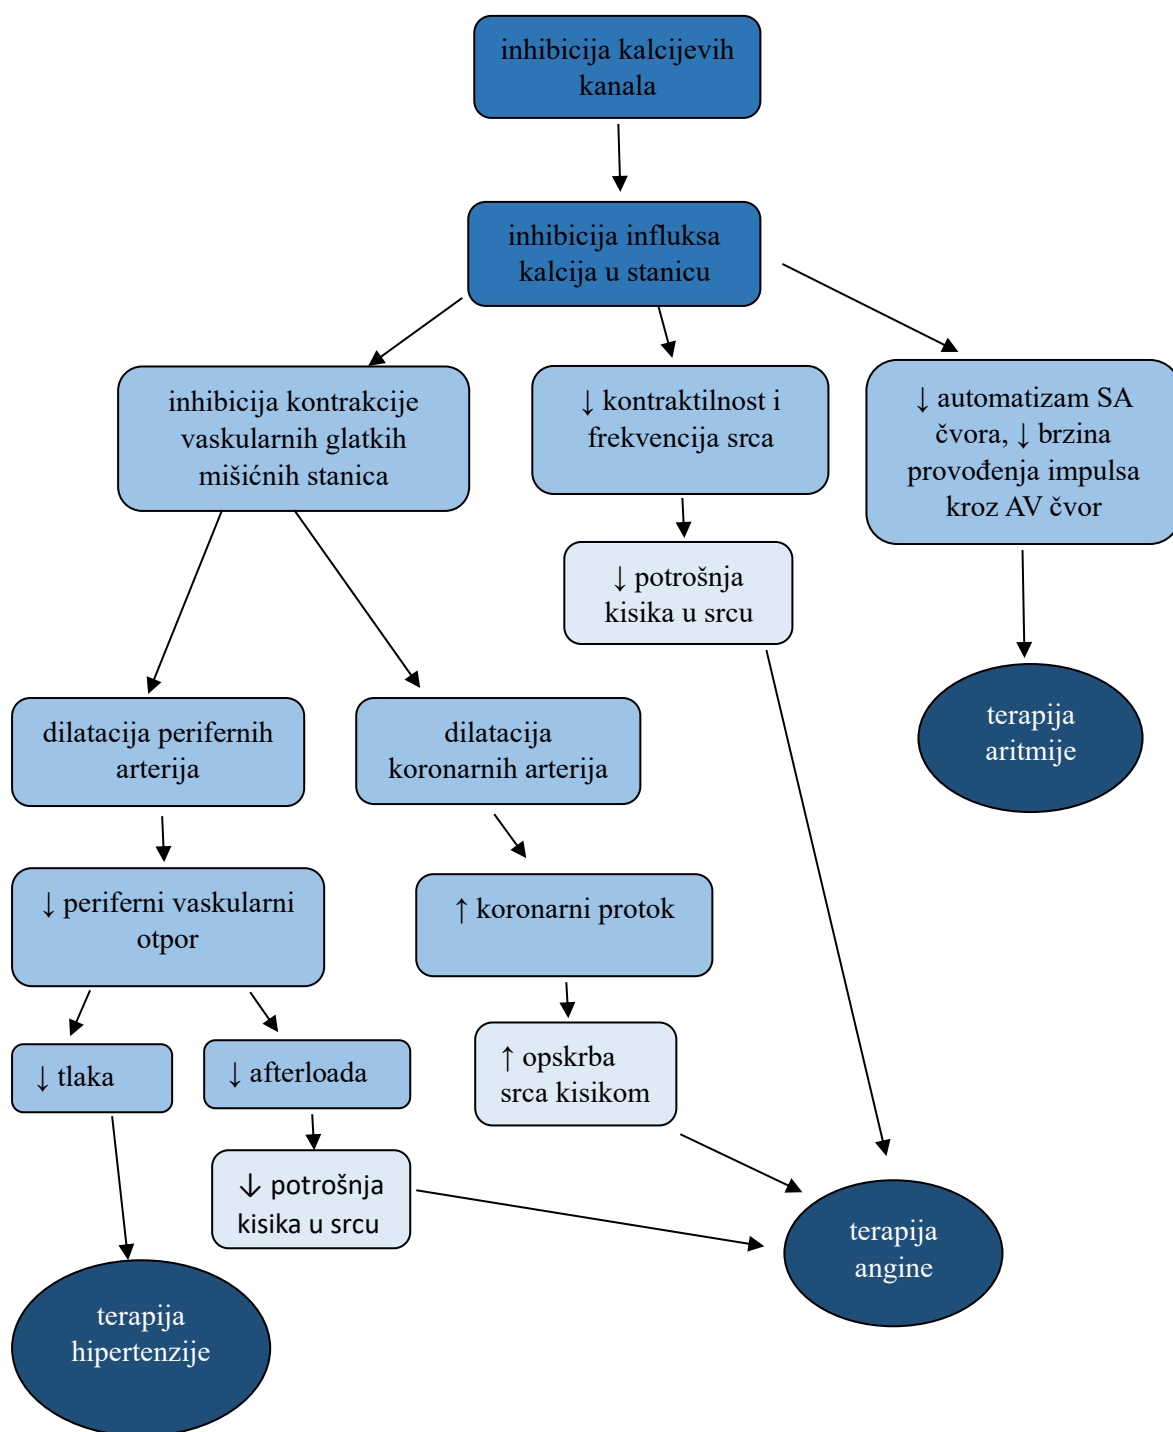 inhibicija kalcijevih
kanala
inhibicija influksa
kalcija u stanicu
inhibicija kontrakcije
vaskularnih glatkih
mišićnih stanica
↓ kontraktilnost i
frekvencija srca
↓ automatizam SA
čvora, ↓ brzina
provođenja impulsa
kroz AV čvor
↓ potrošnja
kisika u srcu
terapija
aritmije
dilatacija perifernih
arterija
dilatacija
koronarnih arterija
↓ periferni vaskularni
otpor
↑ koronarni protok
↓ tlaka
↓ afterloada
↑ opskrba
srca kisikom
↓ potrošnja
kisika u srcu
terapija
angine
terapija
hipertenzije